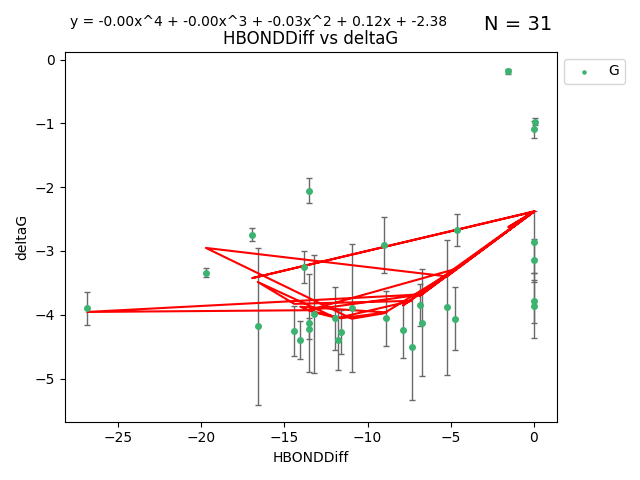 y = -0.00x^4 + -0.00x^3 + -0.03x^2 + 0.12x + -2.38
N = 31
HBONDDiff vs deltaG
G
deltaG
0
−1
−2
−3
−4
−5
−25
−20
−15
−10
−5
0
HBONDDiff